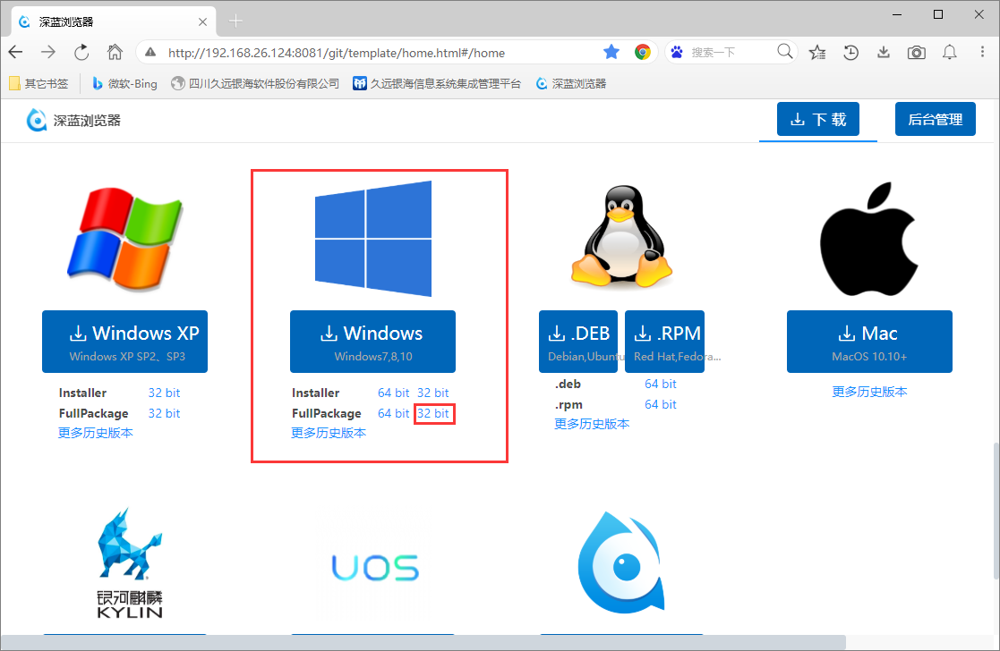 深蓝浏览器
http://192.168.26.124:8081/git/template/home.html#/home
搜索一下
其它书签
微软-Bing
四川久远银海软件股份有限公司
久远银海信息系统集成管理平台
深蓝浏览器
深蓝浏览器
下 载
后台管理
Windows XP
Windows XP SP2、SP3
Installer 32 bit
FullPackage 32 bit
更多历史版本
Windows
Windows7,8,10
Installer 64 bit 32 bit
FullPackage 64 bit 32 bit
更多历史版本
.DEB
Debian,Ubuntu
.RPM
Red Hat,Fedora...
.deb 64 bit
.rpm 64 bit
更多历史版本
Mac
MacOS 10.10+
更多历史版本
银河麒麟
KYLIN
UOS